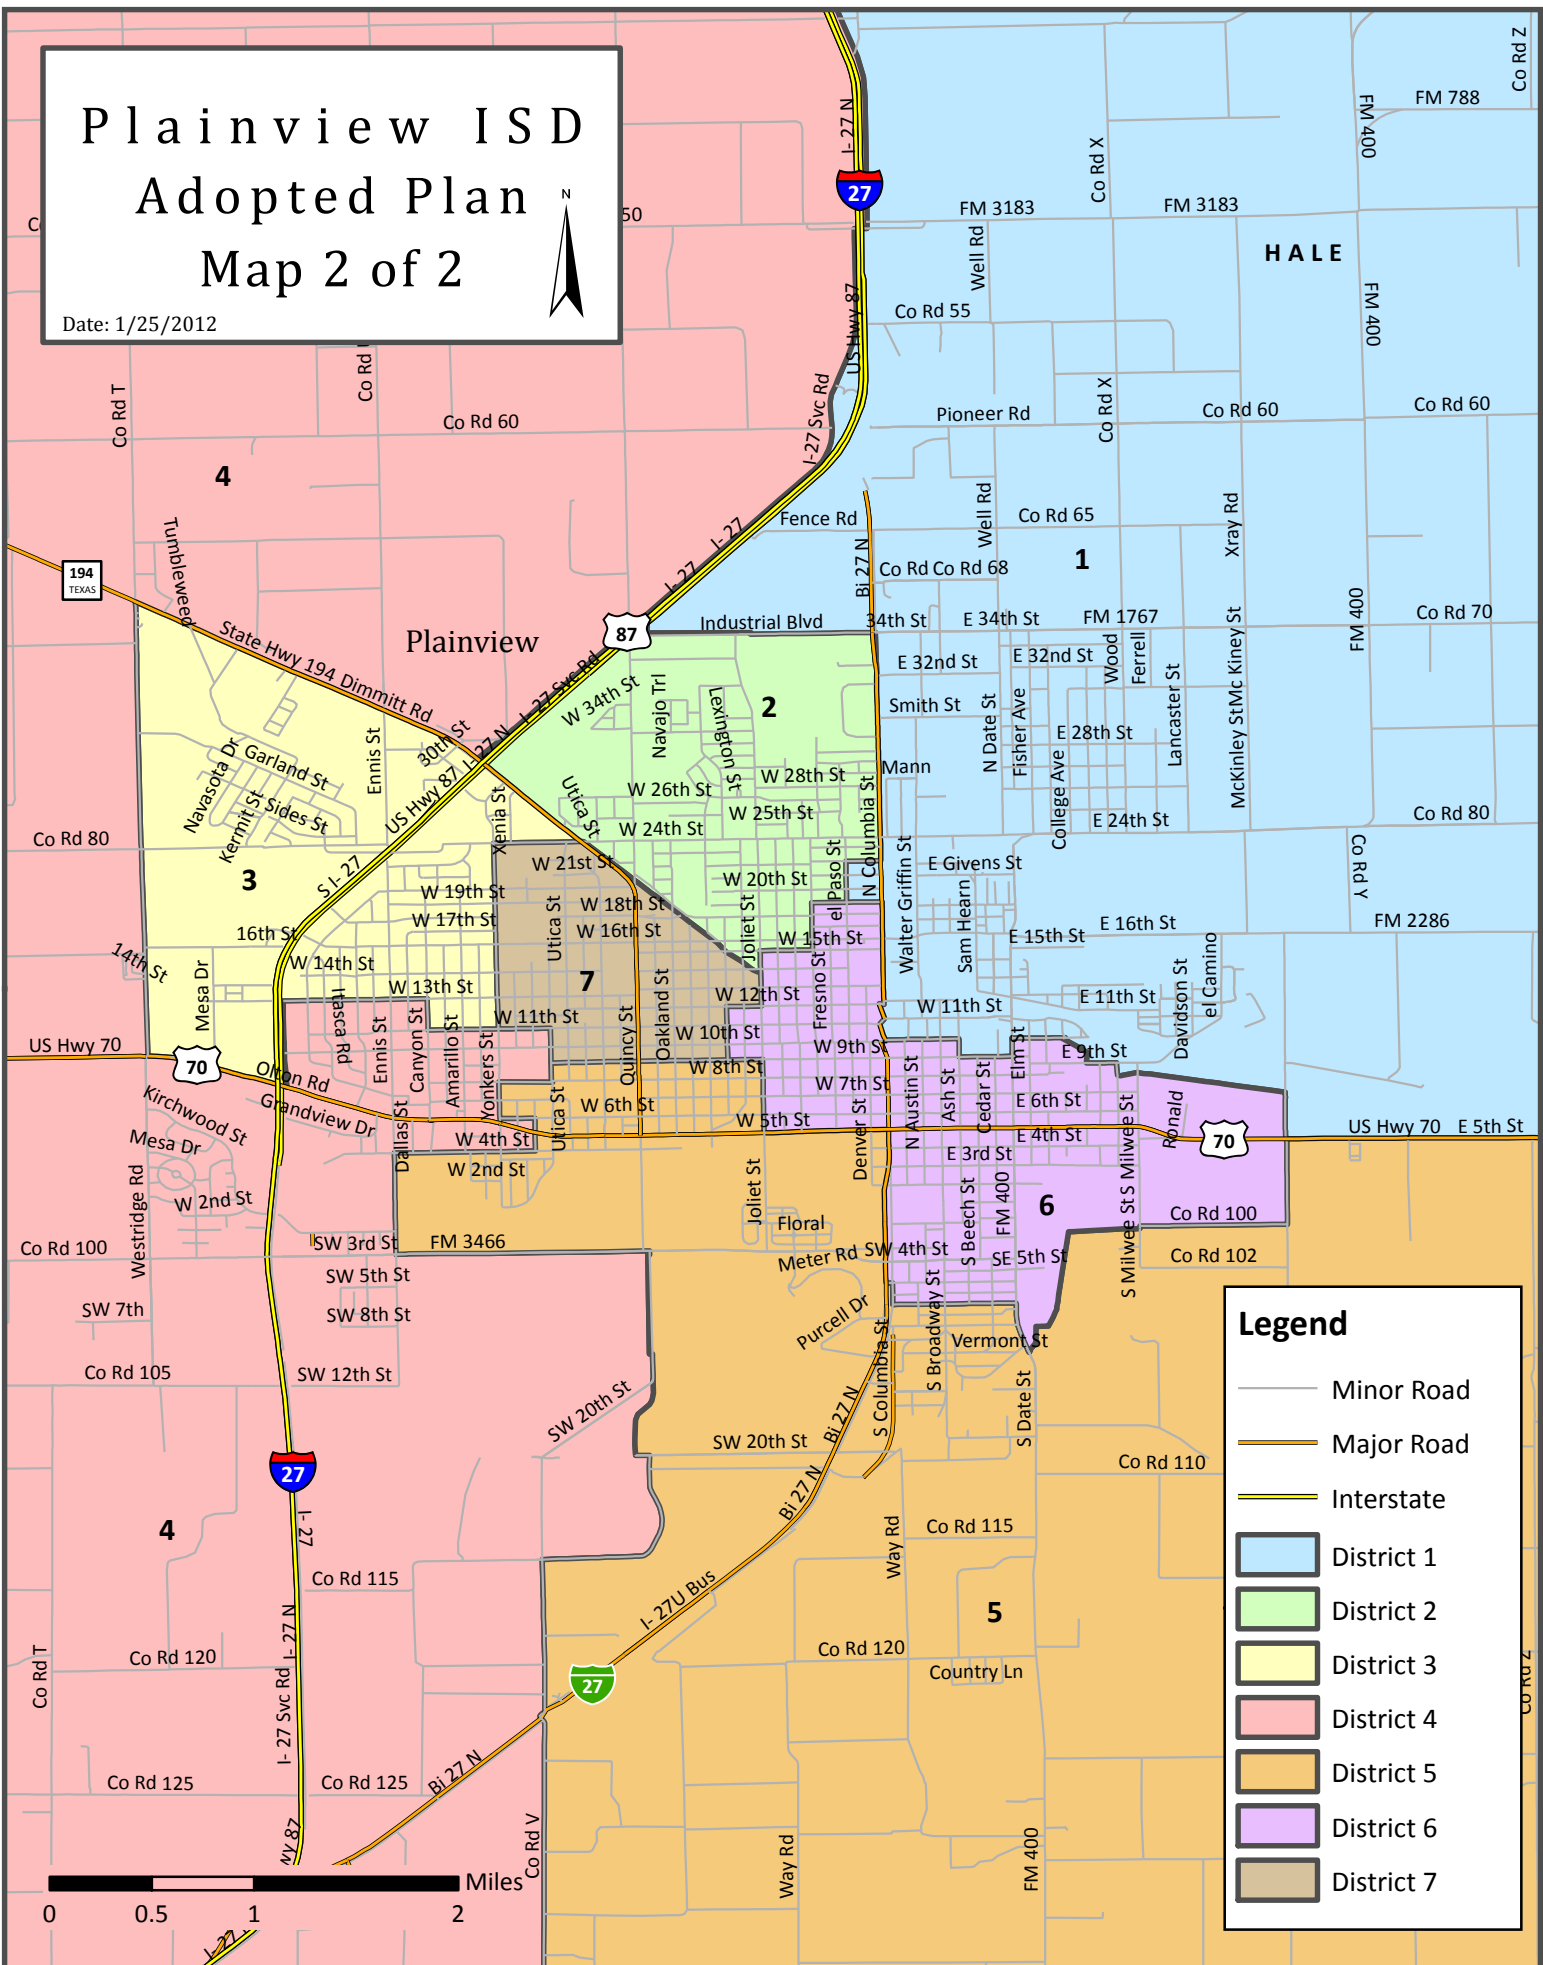 Plainview ISD
Adopted Plan
Map 2 of 2
N
Date: 1/25/2012
I- 27 N
27
Co Rd X
FM 400
FM 788
Co Rd Z
50
FM 3183
FM 3183
Well Rd
HALE
US Hwy 87
Co Rd 55
FM 400
Co Rd T
Co Rd 60
I-27 Svc Rd
Pioneer Rd
Co Rd X
Co Rd 60
Co Rd 60
4
Tumbleweed
I- 27
I- 27
Fence Rd
Well Rd
Co Rd 65
Xray Rd
1
194
TEXAS
Bi 27 N
Co Rd
Co Rd 68
State Hwy 194 Dimmitt Rd
Plainview
87
Industrial Blvd
34th St
E 34th St
FM 1767
FM 400
Co Rd 70
I- 27 Svc Rd
W 34th St
Navajo Trl
Lexington St
2
E 32nd St
E 32nd St
Wood
Ferrell
Lancaster St
Mc Kiney St
Smith St
N Date St
Fisher Ave
E 28th St
McKinley St
Navasota Dr
Garland St
Ennis St
30th St
I- 27 N
US Hwy 87
Kermit St
Sides St
Xenia St
Utica St
W 26th St
W 28th St
Mann
W 24th St
W 25th St
N Columbia St
College Ave
E 24th St
Co Rd 80
Co Rd 80
3
S I- 27
W 21st St
W 19th St
W 18th St
W 20th St
el Paso St
Walter Griffin St
E Givens St
Sam Hearn
Co Rd Y
16th St
W 17th St
Utica St
W 16th St
Joliet St
W 15th St
E 15th St
E 16th St
FM 2286
14th St
W 14th St
7
Mesa Dr
W 13th St
Itasca Rd
W 12th St
Fresno St
W 11th St
E 11th St
Davidson St
el Camino
W 11th St
Ennis St
Canyon St
Amarillo St
Yonkers St
Quincy St
Oakland St
W 10th St
W 9th St
Elm St
E 9th St
US Hwy 70
70
Olton Rd
W 8th St
W 7th St
N Austin St
Ash St
Cedar St
E 6th St
Kirchwood St
Grandview Dr
Dallas St
Utica St
W 6th St
W 5th St
Denver St
S Milwee St
Ronald
70
US Hwy 70
E 5th St
Mesa Dr
W 4th St
E 4th St
E 3rd St
W 2nd St
Westridge Rd
W 2nd St
Joliet St
S Beech St
FM 400
6
S Milwee St
Co Rd 100
Floral
Co Rd 100
SW 3rd St
FM 3466
Meter Rd
SW 4th St
SE 5th St
Co Rd 102
SW 5th St
SW 7th
SW 8th St
Purcell Dr
S Columbia St
S Broadway St
Vermont St
Co Rd 105
SW 12th St
S Date St
SW 20th St
SW 20th St
Bi 27 N
27
Bi 27 N
Co Rd 110
4
I- 27
Way Rd
Co Rd 115
Co Rd 115
I- 27U Bus
5
Co Rd T
Co Rd 120
I- 27 N
I- 27 Svc Rd
27
Co Rd 120
Country Ln
Co Rd 125
Co Rd 125
Bi 27 N
Co Rd V
Way Rd
FM 400
Miles
0
0.5
1
2
I- 27
Legend
Minor Road
Major Road
Interstate
District 1
District 2
District 3
District 4
District 5
District 6
District 7